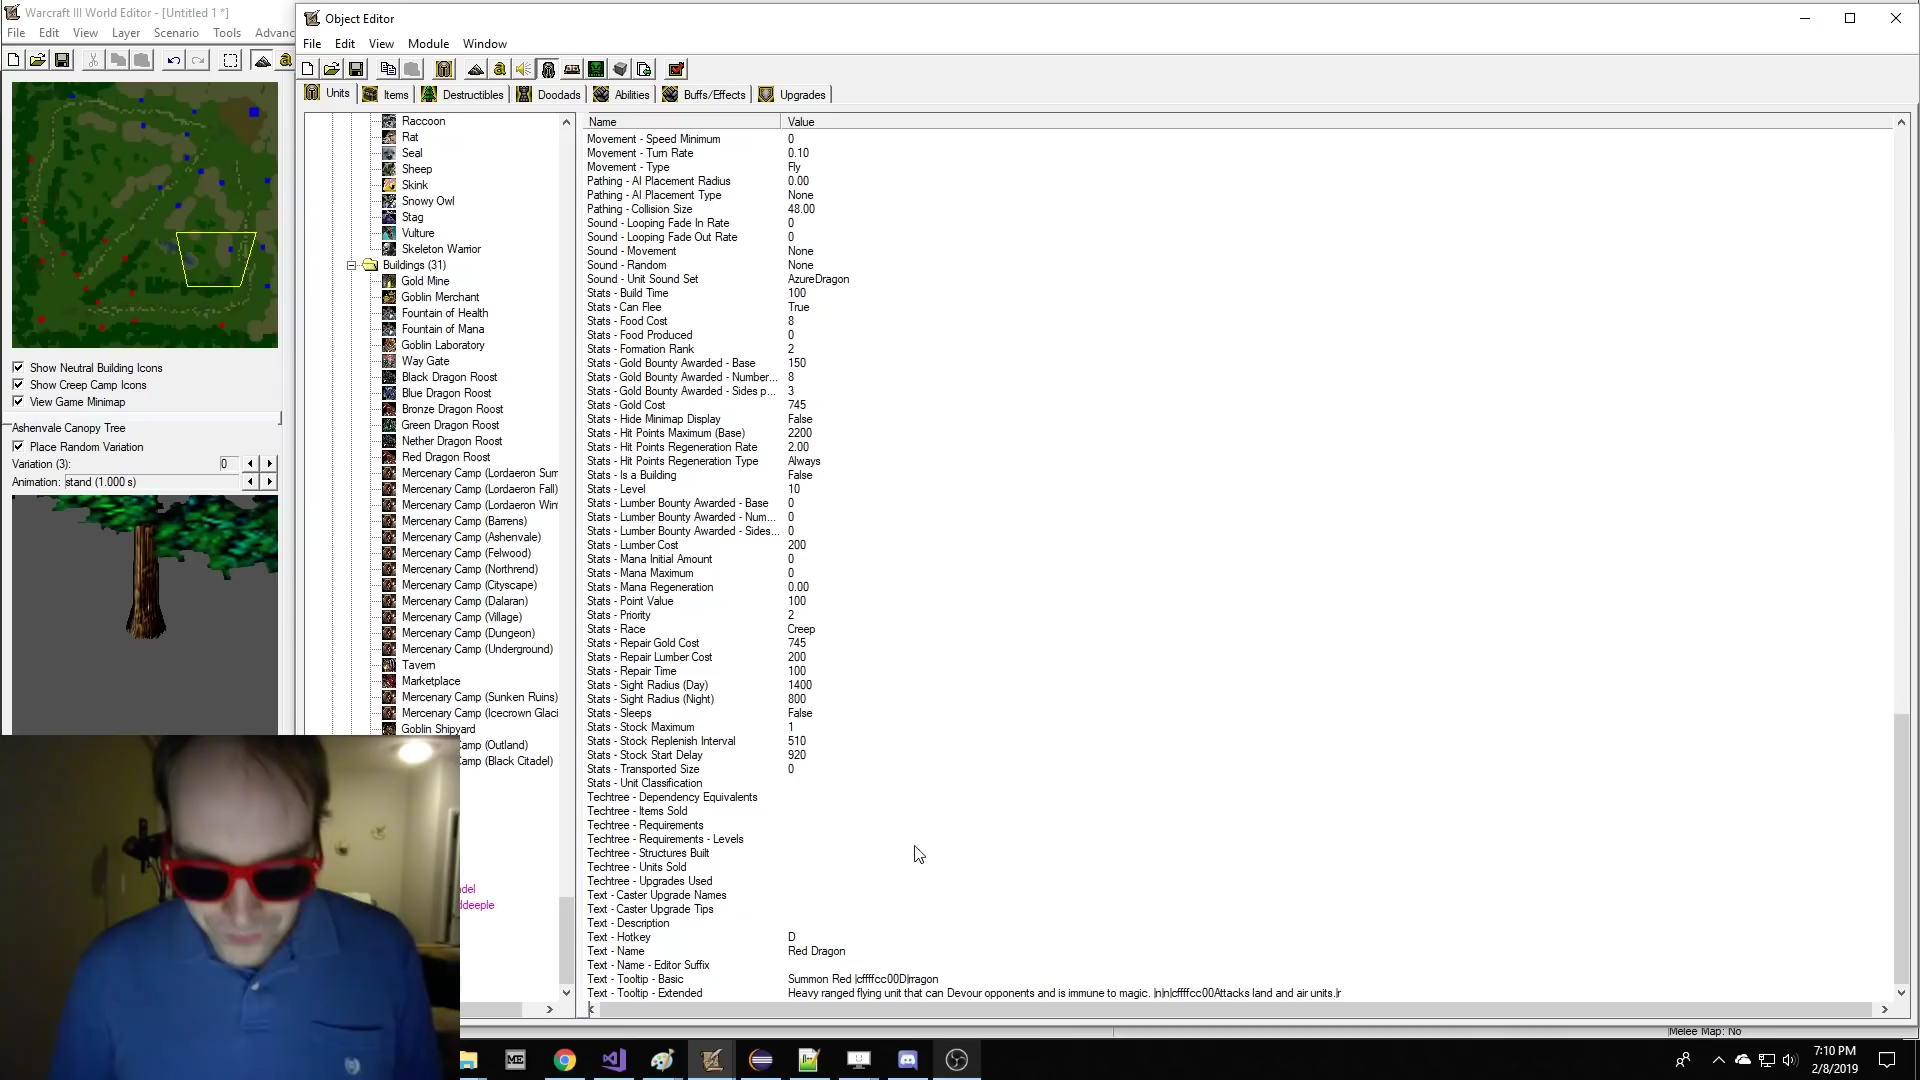 Warcraft III World Editor - [Untitled 1 *]
File Edit View Layer Scenario Tools Advanc
Show Neutral Building Icons
Show Creep Camp Icons
View Game Minimap
Ashenvale Canopy Tree
Place Random Variation
Variation (3): 0
Animation: stand (1.000 s)
Object Editor
File Edit View Module Window
Units Items Destructibles Doodads Abilities Buffs/Effects Upgrades
Raccoon
Rat
Seal
Sheep
Skink
Snowy Owl
Stag
Vulture
Skeleton Warrior
Buildings (31)
Gold Mine
Goblin Merchant
Fountain of Health
Fountain of Mana
Goblin Laboratory
Way Gate
Black Dragon Roost
Blue Dragon Roost
Bronze Dragon Roost
Green Dragon Roost
Nether Dragon Roost
Red Dragon Roost
Mercenary Camp (Lordaeron Sum
Mercenary Camp (Lordaeron Fall)
Mercenary Camp (Lordaeron Win
Mercenary Camp (Barrens)
Mercenary Camp (Ashenvale)
Mercenary Camp (Felwood)
Mercenary Camp (Northrend)
Mercenary Camp (Cityscape)
Mercenary Camp (Dalaran)
Mercenary Camp (Village)
Mercenary Camp (Dungeon)
Mercenary Camp (Underground)
Tavern
Marketplace
Mercenary Camp (Sunken Ruins)
Mercenary Camp (Icecrown Glaci
Goblin Shipyard
Camp (Outland)
Camp (Black Citadel)
del
ddeeple
Name Value
Movement - Speed Minimum 0
Movement - Turn Rate 0.10
Movement - Type Fly
Pathing - AI Placement Radius 0.00
Pathing - AI Placement Type None
Pathing - Collision Size 48.00
Sound - Looping Fade In Rate 0
Sound - Looping Fade Out Rate 0
Sound - Movement None
Sound - Random None
Sound - Unit Sound Set AzureDragon
Stats - Build Time 100
Stats - Can Flee True
Stats - Food Cost 8
Stats - Food Produced 0
Stats - Formation Rank 2
Stats - Gold Bounty Awarded - Base 150
Stats - Gold Bounty Awarded - Number... 8
Stats - Gold Bounty Awarded - Sides p... 3
Stats - Gold Cost 745
Stats - Hide Minimap Display False
Stats - Hit Points Maximum (Base) 2200
Stats - Hit Points Regeneration Rate 2.00
Stats - Hit Points Regeneration Type Always
Stats - Is a Building False
Stats - Level 10
Stats - Lumber Bounty Awarded - Base 0
Stats - Lumber Bounty Awarded - Num... 0
Stats - Lumber Bounty Awarded - Sides... 0
Stats - Lumber Cost 200
Stats - Mana Initial Amount 0
Stats - Mana Maximum 0
Stats - Mana Regeneration 0.00
Stats - Point Value 100
Stats - Priority 2
Stats - Race Creep
Stats - Repair Gold Cost 745
Stats - Repair Lumber Cost 200
Stats - Repair Time 100
Stats - Sight Radius (Day) 1400
Stats - Sight Radius (Night) 800
Stats - Sleeps False
Stats - Stock Maximum 1
Stats - Stock Replenish Interval 510
Stats - Stock Start Delay 920
Stats - Transported Size 0
Stats - Unit Classification
Techtree - Dependency Equivalents
Techtree - Items Sold
Techtree - Requirements
Techtree - Requirements - Levels
Techtree - Structures Built
Techtree - Units Sold
Techtree - Upgrades Used
Text - Caster Upgrade Names
Text - Caster Upgrade Tips
Text - Description
Text - Hotkey D
Text - Name Red Dragon
Text - Name - Editor Suffix
Text - Tooltip - Basic Summon Red |cffffcc00D|rragon
Text - Tooltip - Extended Heavy ranged flying unit that can Devour opponents and is immune to magic. |n|n|cffffcc00Attacks land and air units.|r
Melee Map: No
ME
7:10 PM
2/8/2019